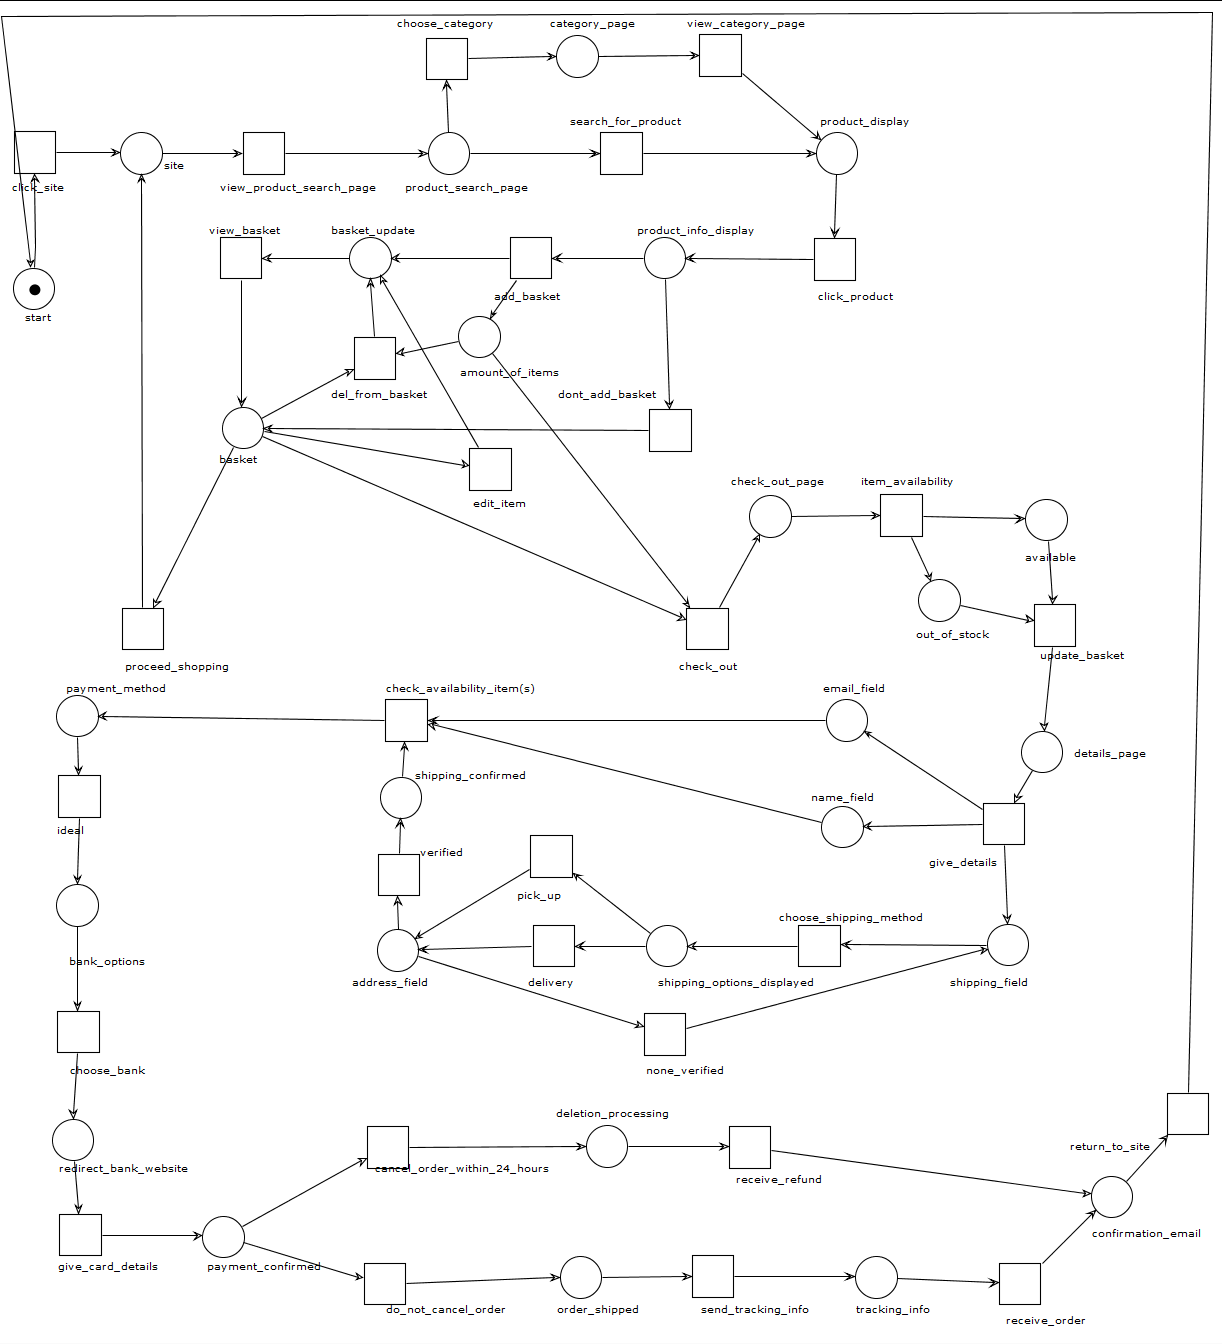 choose_category
category_page
view_category_page
search_for_product
product_display
click_site
site
view_product_search_page
product_search_page
view_basket
basket_update
product_info_display
add_basket
click_product
start
amount_of_items
del_from_basket
dont_add_basket
basket
edit_item
check_out_page
item_availability
available
out_of_stock
update_basket
proceed_shopping
check_out
payment_method
check_availability_item(s)
email_field
details_page
shipping_confirmed
name_field
ideal
verified
give_details
pick_up
choose_shipping_method
bank_options
address_field
delivery
shipping_options_displayed
shipping_field
choose_bank
none_verified
deletion_processing
return_to_site
redirect_bank_website
cancel_order_within_24_hours
receive_refund
confirmation_email
give_card_details
payment_confirmed
do_not_cancel_order
order_shipped
send_tracking_info
tracking_info
receive_order